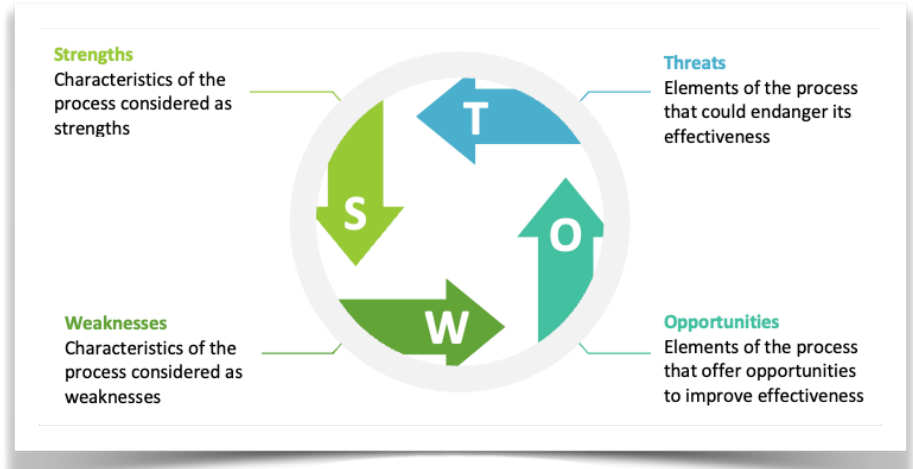 Strengths
Characteristics of the
process considered as
strengths
Threats
Elements of the process
that could endanger its
effectiveness
T
S
O
W
Weaknesses
Characteristics of the
process considered as
weaknesses
Opportunities
Elements of the process
that offer opportunities
to improve effectiveness